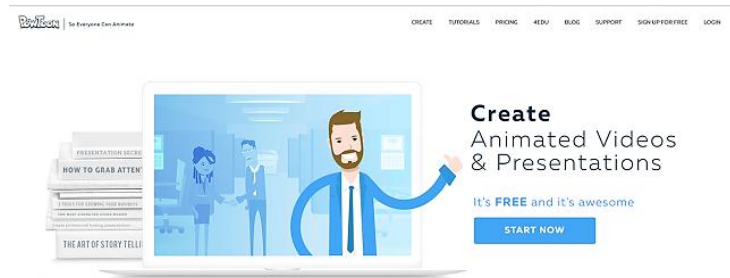 PowToon | So Everyone Can Animate
CREATE TUTORIALS PRICING 4EDU BLOG SUPPORT SIGN UP FOR FREE LOGIN
PRESENTATION SECRE
HOW TO GRAB ATTEN
THE ART OF STORY TELLI
Create
Animated Videos
& Presentations
It's FREE and it's awesome
START NOW